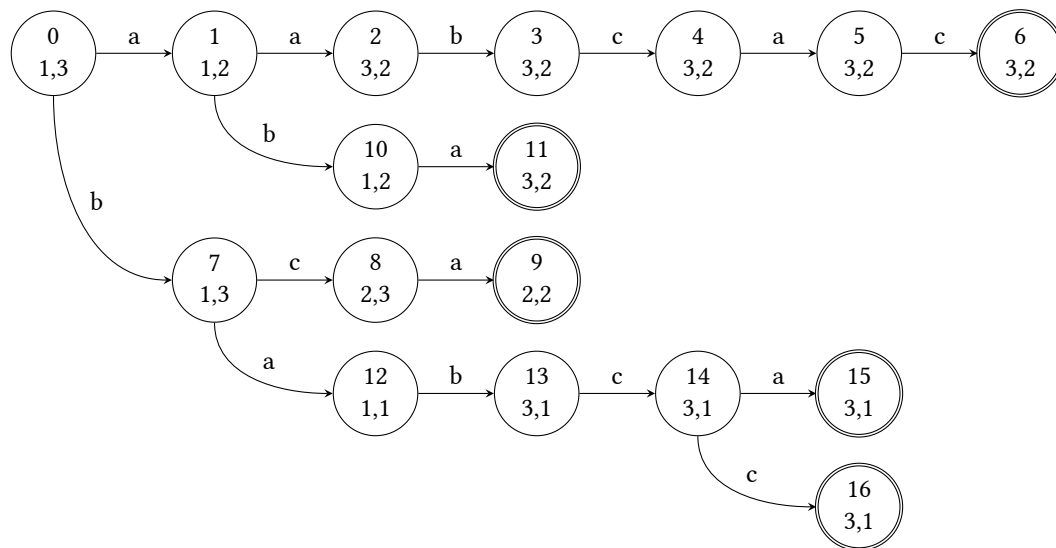 0 a 1 a 2 b 3 c 4 a 5 c 6
1,3 1,2 3,2 3,2 3,2 3,2 3,2
b 10 a 11
1,2 3,2
b
7 c 8 a 9
1,3 2,3 2,2
a 12 b 13 c 14 a 15
1,1 3,1 3,1 3,1
c 16
3,1